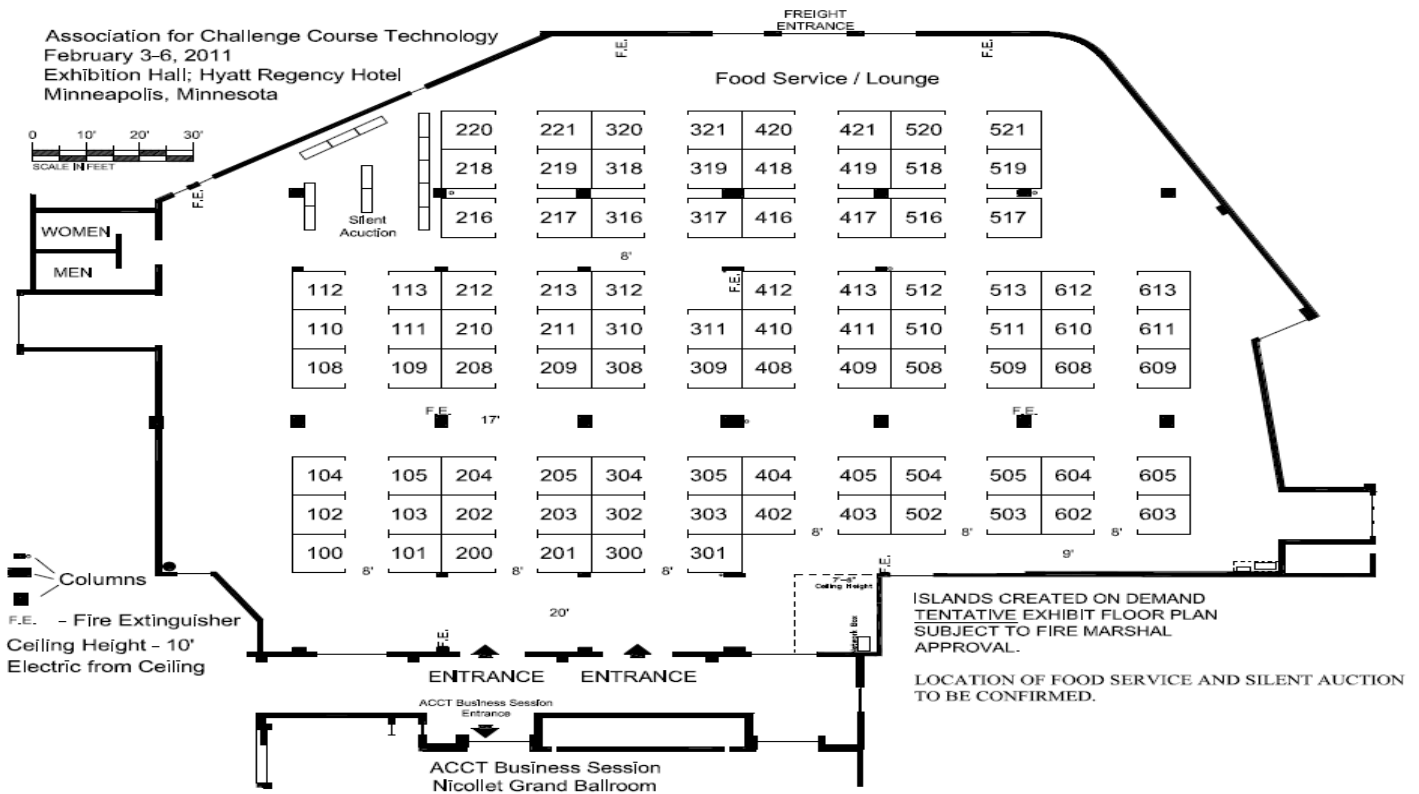 Association for Challenge Course Technology
February 3-6, 2011
Exhibition Hall; Hyatt Regency Hotel
Minneapolis, Minnesota
0 10' 20' 30'
SCALE IN FEET
FREIGHT
ENTRANCE
F.E. F.E.
Food Service / Lounge
220 221 320 321 420 421 520 521
218 219 318 319 418 419 518 519
F.E.
216 217 316 317 416 417 516 517
Silent
Acuction
WOMEN
MEN
8'
F.E.
112 113 212 213 312 412 413 512 513 612 613
110 111 210 211 310 311 410 411 510 511 610 611
108 109 208 209 308 309 408 409 508 509 608 609
F.E. 17' F.E.
104 105 204 205 304 305 404 405 504 505 604 605
102 103 202 203 302 303 402 403 502 503 602 603
8' 8' 8'
100 101 200 201 300 301
8' 8' 8'
9'
F.E.
7'-8"
Ceiling Height
20'
F.E.
Columns
F.E. - Fire Extinguisher
Ceiling Height - 10'
Electric from Ceiling
ENTRANCE ENTRANCE
ACCT Business Session
Entrance
ACCT Business Session
Nicollet Grand Ballroom
ISLANDS CREATED ON DEMAND
TENTATIVE EXHIBIT FLOOR PLAN
SUBJECT TO FIRE MARSHAL
APPROVAL.
LOCATION OF FOOD SERVICE AND SILENT AUCTION
TO BE CONFIRMED.